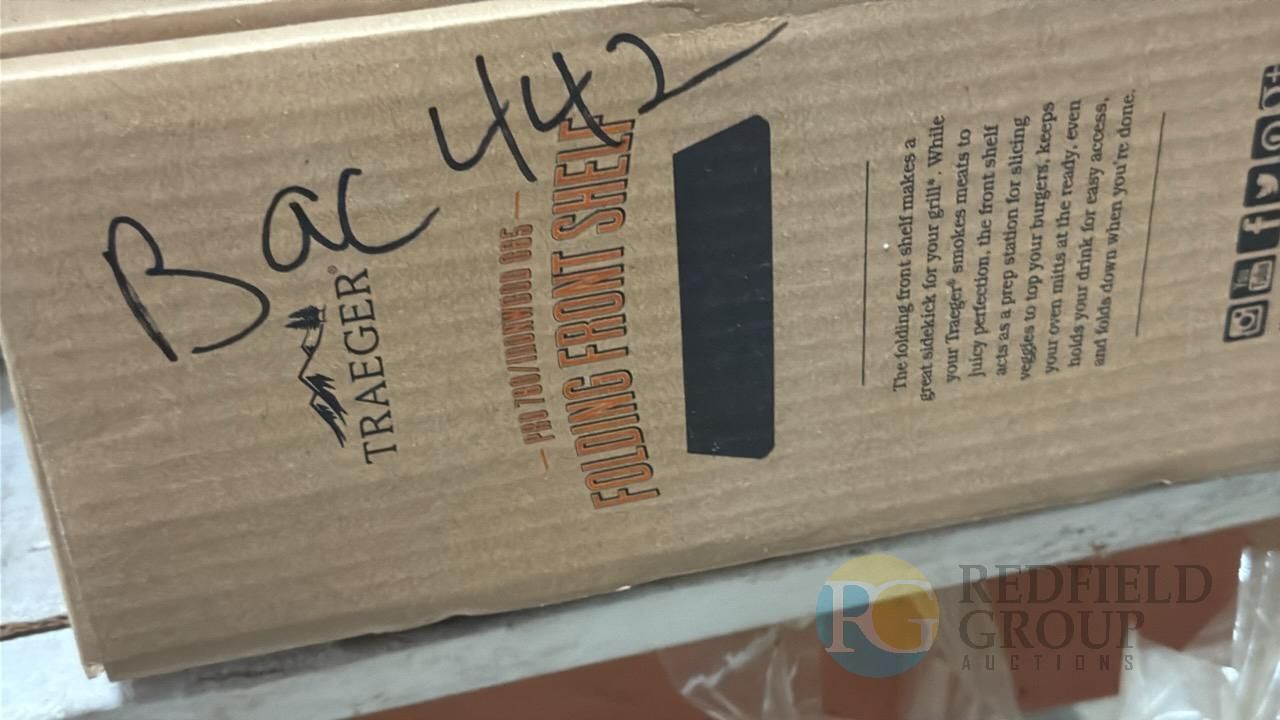 Bac 442
TRAEGER®
PRO 780/IRONWOOD 885
FOLDING FRONT SHELF
The folding front shelf makes a
great sidekick for your grill*. While
your Traeger® smokes meats to
juicy perfection, the front shelf
acts as a prep station for slicing
veggies to top your burgers, keeps
your oven mitts at the ready, even
holds your drink for easy access,
and folds down when you're done.
You
Tube
RG
REDFIELD
GROUP
AUCTIONS